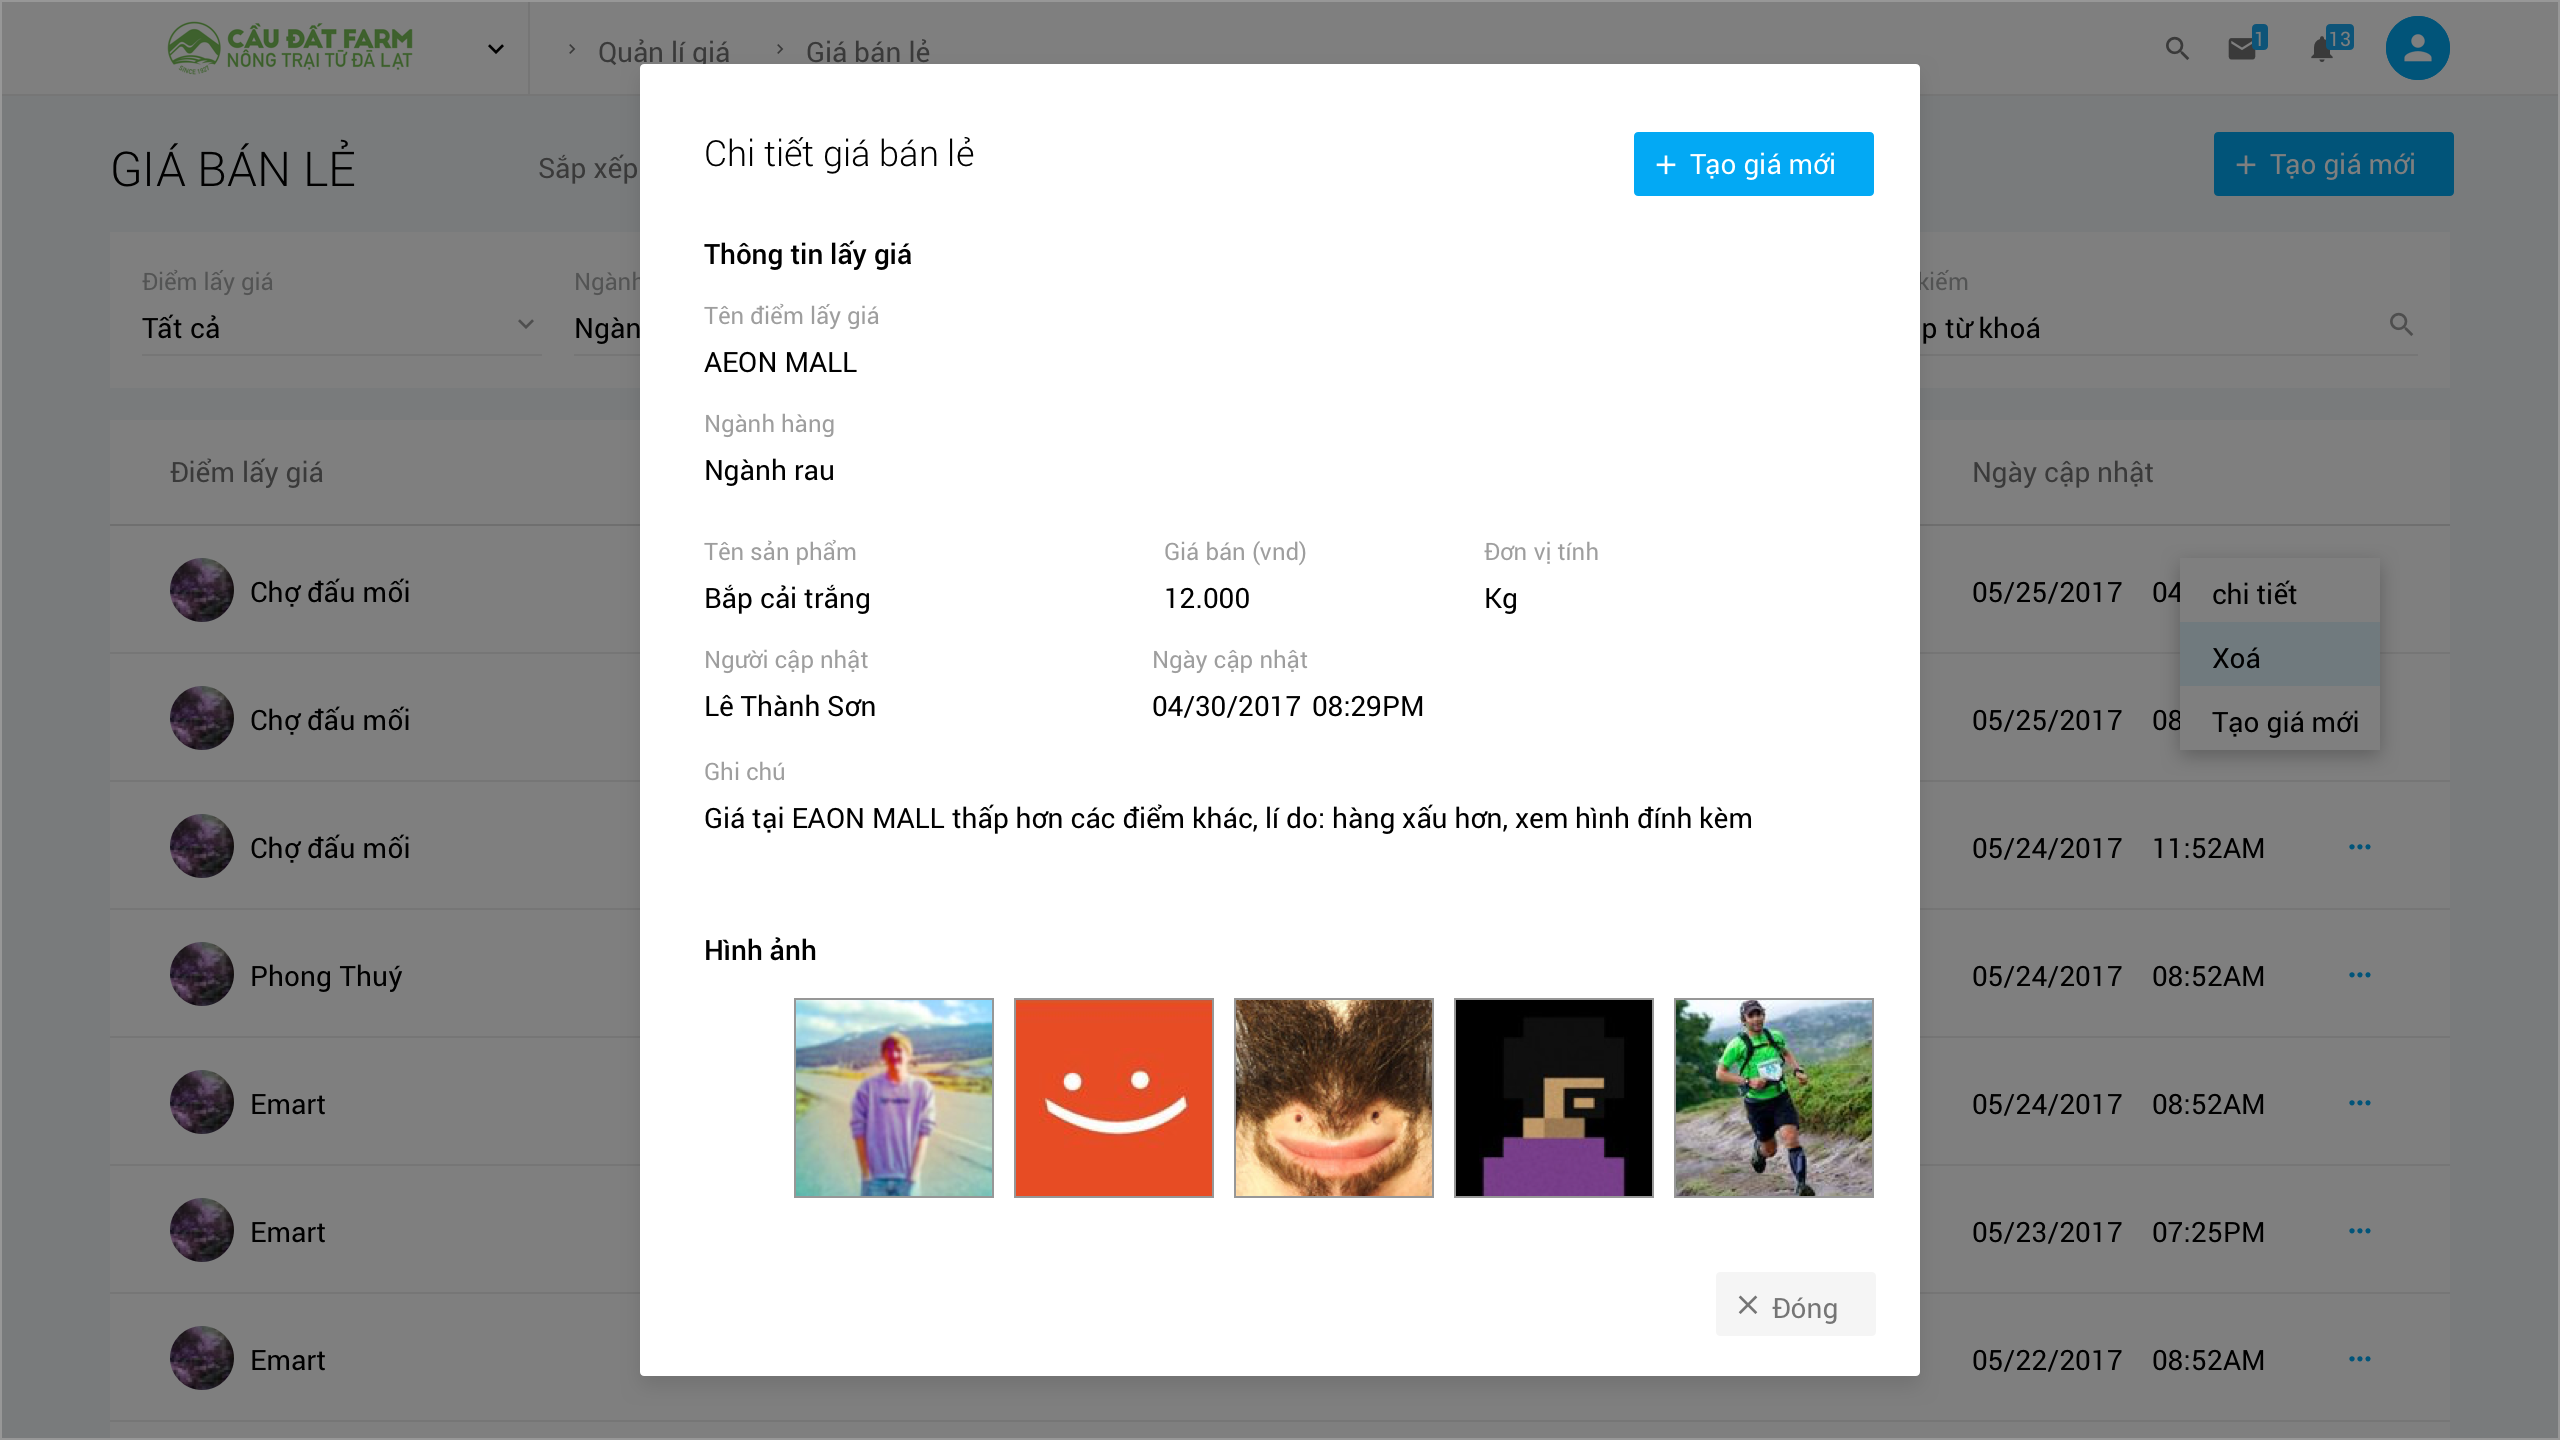 CẦU ĐẤT FARM
NÔNG TRẠI TỪ ĐÀ LẠT
SINCE 1927
Quản lí giá
Giá bán lẻ
1
13
GIÁ BÁN LẺ
Sắp xếp
Tạo giá mới
Điểm lấy giá
Tất cả
Ngành
Ngàn
kiếm
p từ khoá
Điểm lấy giá
Ngày cập nhật
Chợ đấu mối
05/25/2017 04
Chợ đấu mối
05/25/2017 08
Chợ đấu mối
05/24/2017 11:52AM
Phong Thuý
05/24/2017 08:52AM
Emart
05/24/2017 08:52AM
Emart
05/23/2017 07:25PM
Emart
05/22/2017 08:52AM
chi tiết
Xoá
Tạo giá mới
Chi tiết giá bán lẻ
Tạo giá mới
Thông tin lấy giá
Tên điểm lấy giá
AEON MALL
Ngành hàng
Ngành rau
Tên sản phẩm Giá bán (vnd) Đơn vị tính
Bắp cải trắng 12.000 Kg
Người cập nhật Ngày cập nhật
Lê Thành Sơn 04/30/2017 08:29PM
Ghi chú
Giá tại EAON MALL thấp hơn các điểm khác, lí do: hàng xấu hơn, xem hình đính kèm
Hình ảnh
Đóng